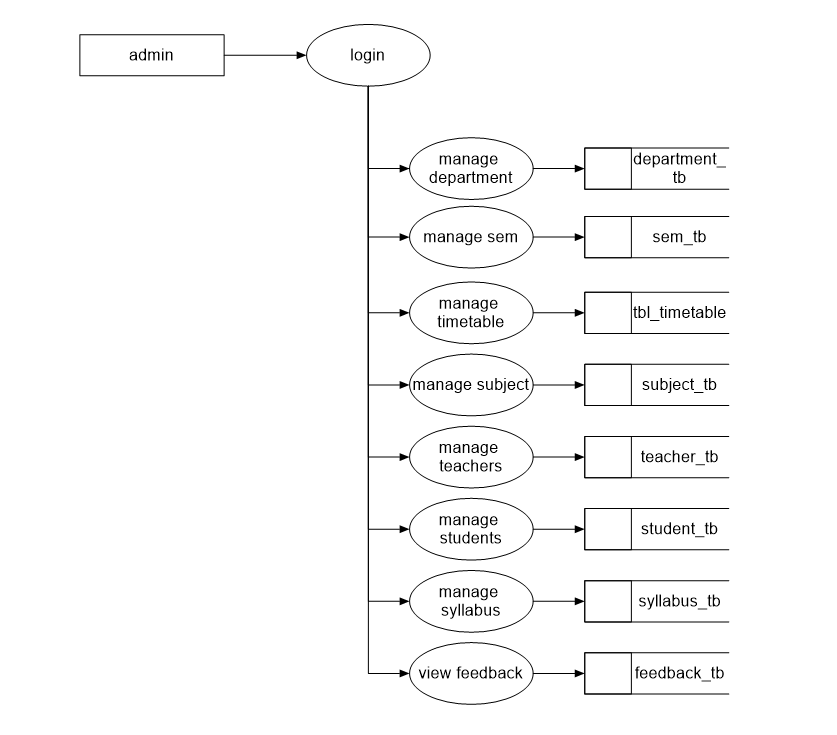 admin
login
manage
department
department_
tb
manage sem
sem_tb
manage
timetable
tbl_timetable
manage subject
subject_tb
manage
teachers
teacher_tb
manage
students
student_tb
manage
syllabus
syllabus_tb
view feedback
feedback_tb